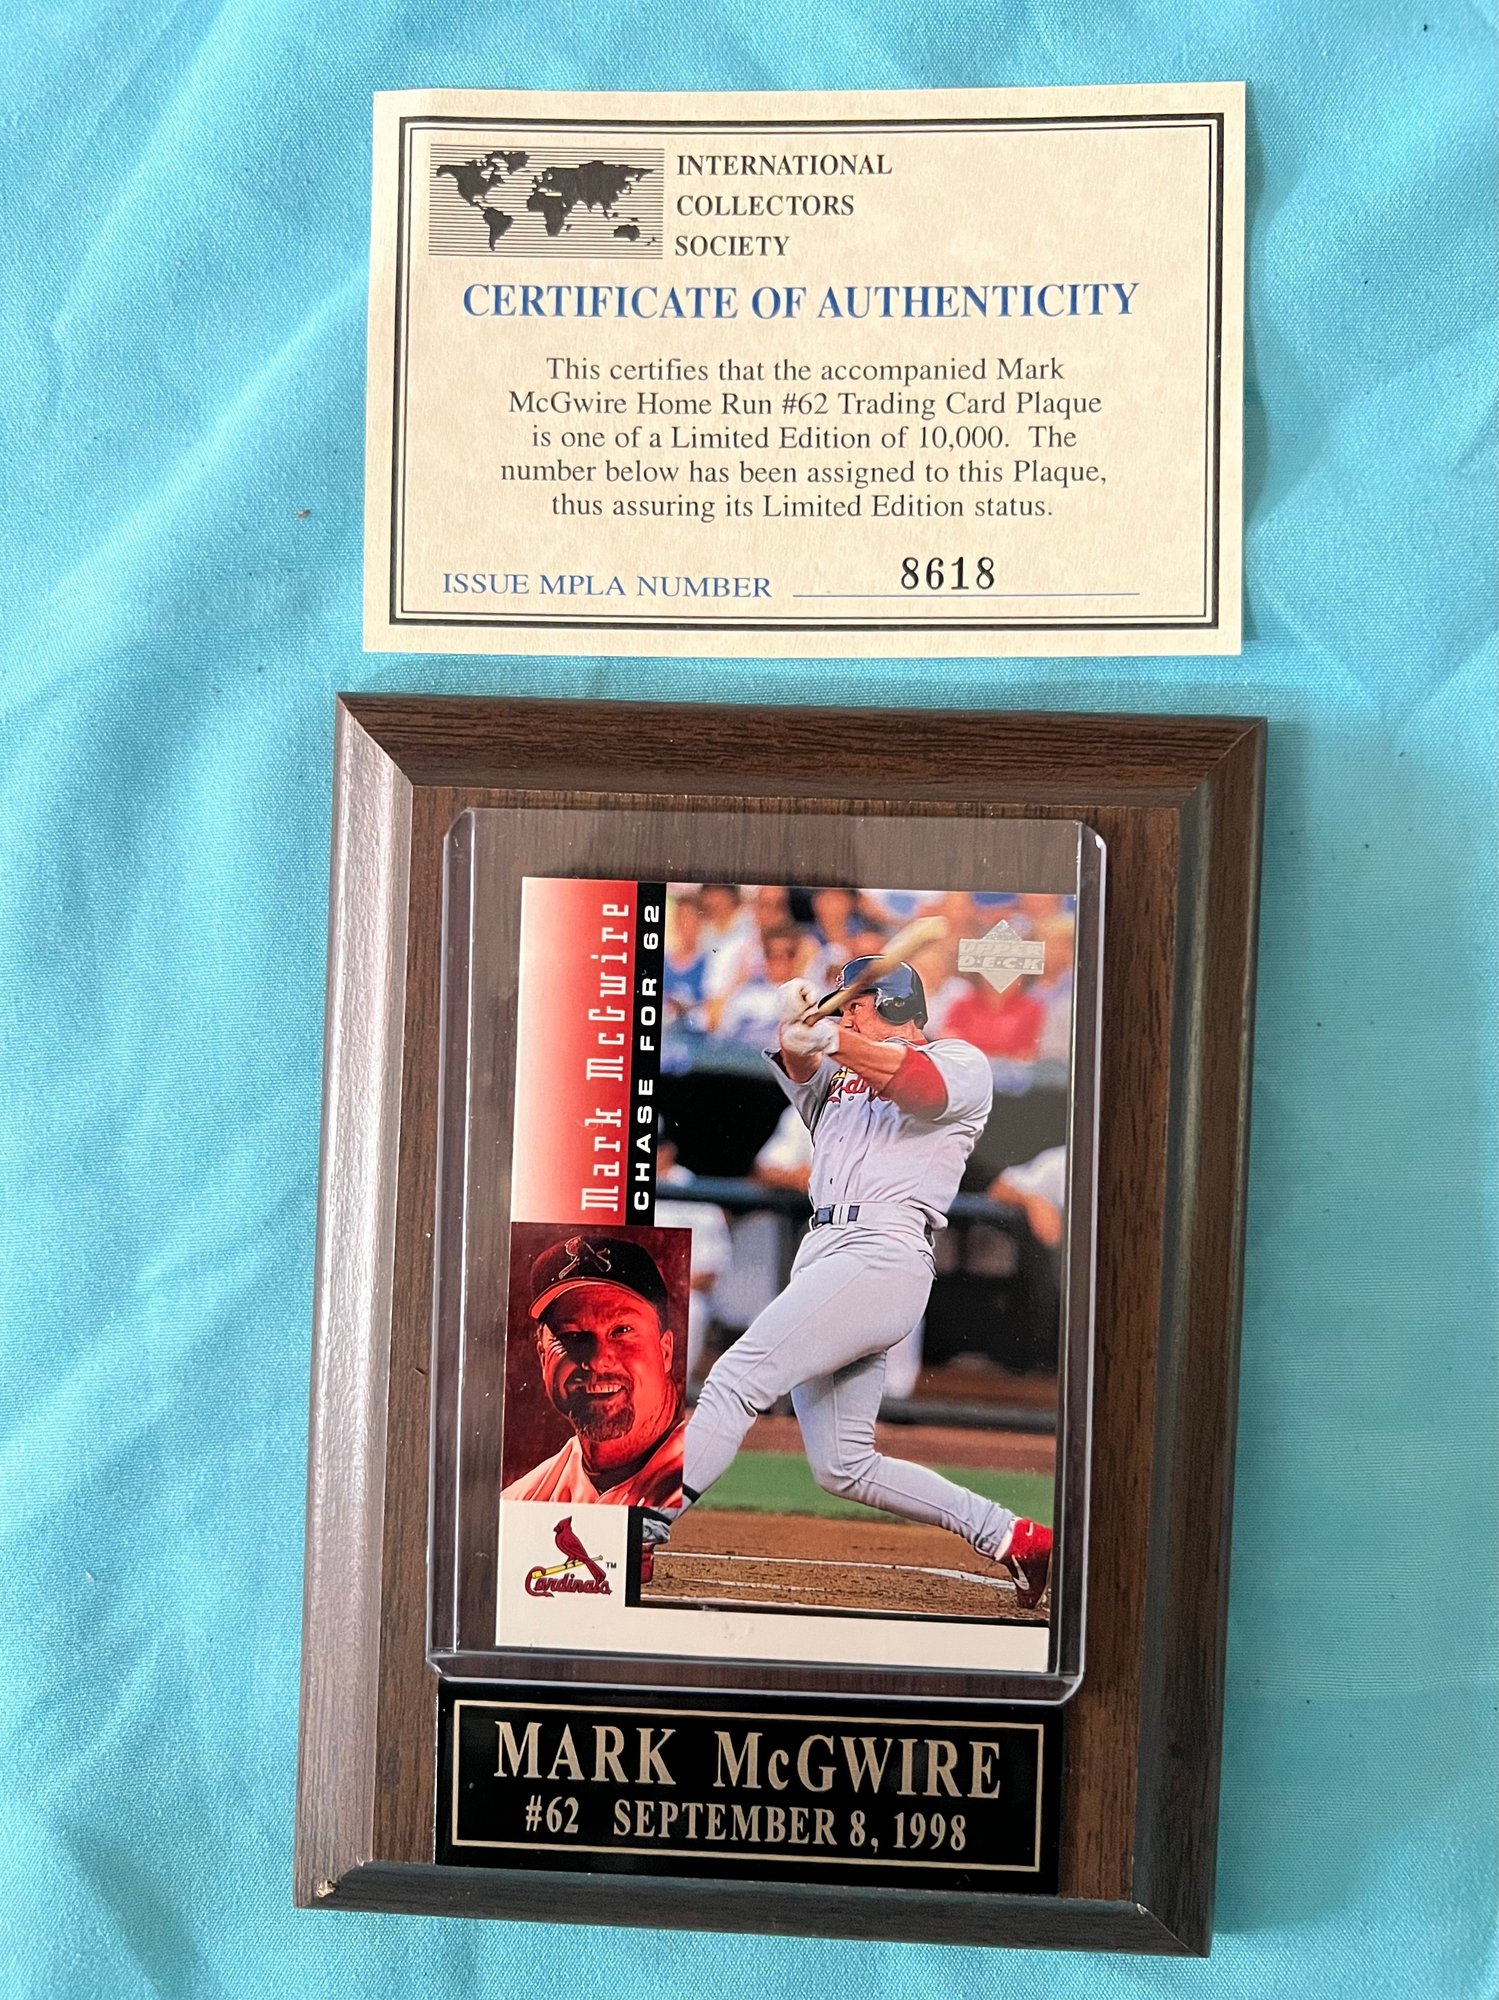 INTERNATIONAL
COLLECTORS
SOCIETY
CERTIFICATE OF AUTHENTICITY
This certifies that the accompanied Mark
McGwire Home Run #62 Trading Card Plaque
is one of a Limited Edition of 10,000. The
number below has been assigned to this Plaque,
thus assuring its Limited Edition status.
ISSUE MPLA NUMBER 8618
Mark McGwire
CHASE FOR 62
UPPER
D·E·C·K
Cardinals
TM
MARK McGWIRE
#62 SEPTEMBER 8, 1998